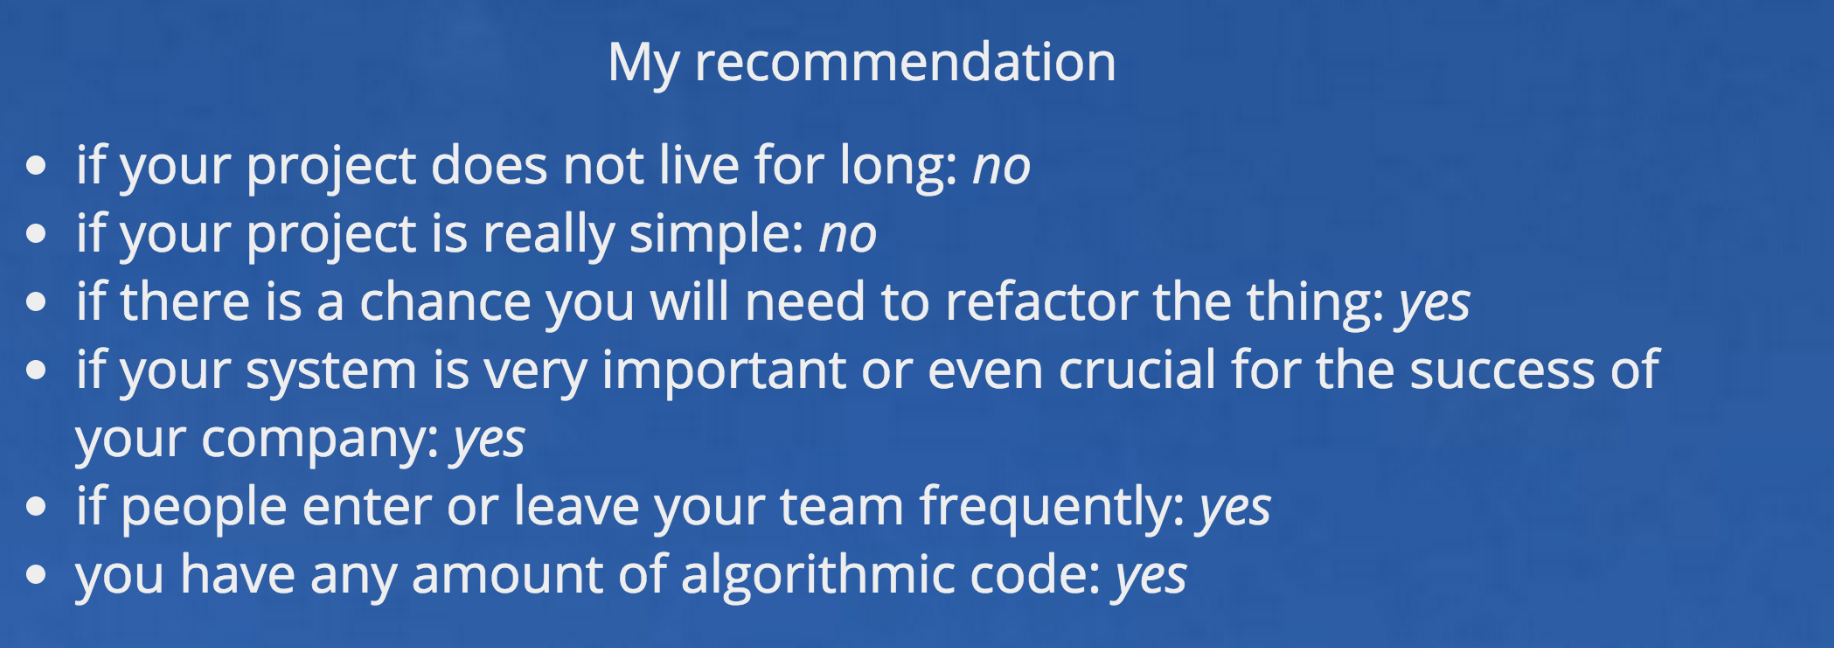 My recommendation
• if your project does not live for long: no
• if your project is really simple: no
• if there is a chance you will need to refactor the thing: yes
• if your system is very important or even crucial for the success of
your company: yes
• if people enter or leave your team frequently: yes
• you have any amount of algorithmic code: yes